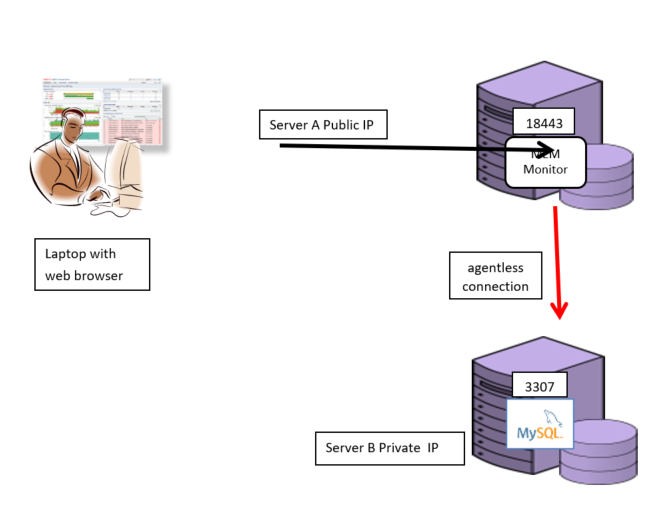 Server A Public IP
18443
MEM
Monitor
Laptop with
web browser
agentless
connection
3307
MySQL
Server B Private IP